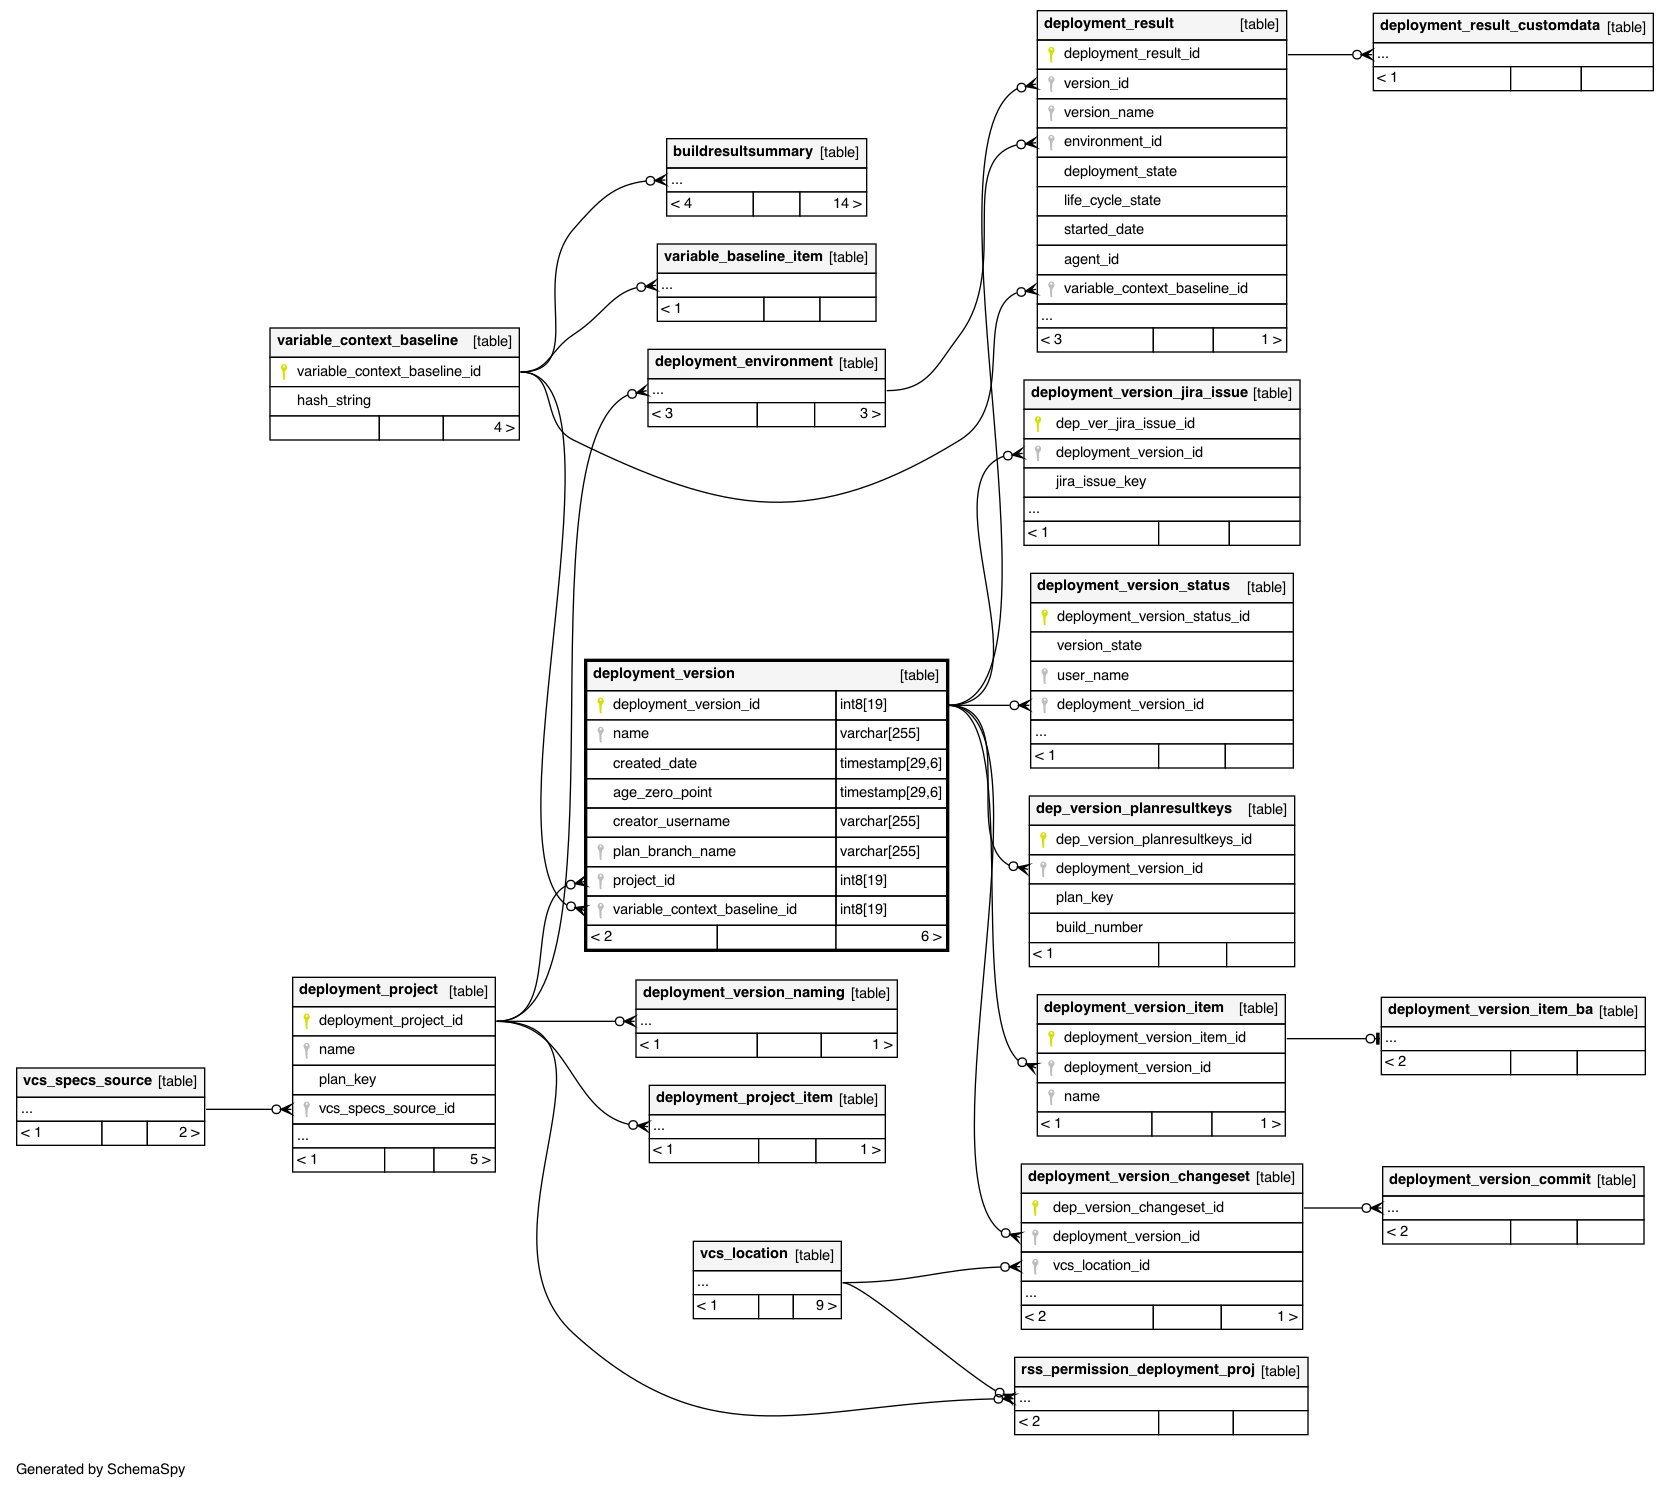 deployment_result [table]
deployment_result_id
version_id
version_name
environment_id
deployment_state
life_cycle_state
started_date
agent_id
variable_context_baseline_id
...
< 3 1 >
deployment_result_customdata [table]
...
< 1
buildresultsummary [table]
...
< 4 14 >
variable_baseline_item [table]
...
< 1
variable_context_baseline [table]
variable_context_baseline_id
hash_string
4 >
deployment_environment [table]
...
< 3 3 >
deployment_version_jira_issue [table]
dep_ver_jira_issue_id
deployment_version_id
jira_issue_key
...
< 1
deployment_version_status [table]
deployment_version_status_id
version_state
user_name
deployment_version_id
...
< 1
deployment_version [table]
deployment_version_id int8[19]
name varchar[255]
created_date timestamp[29,6]
age_zero_point timestamp[29,6]
creator_username varchar[255]
plan_branch_name varchar[255]
project_id int8[19]
variable_context_baseline_id int8[19]
< 2 6 >
dep_version_planresultkeys [table]
dep_version_planresultkeys_id
deployment_version_id
plan_key
build_number
< 1
deployment_project [table]
deployment_project_id
name
plan_key
vcs_specs_source_id
...
< 1 5 >
deployment_version_naming [table]
...
< 1 1 >
deployment_version_item [table]
deployment_version_item_id
deployment_version_id
name
< 1 1 >
deployment_version_item_ba [table]
...
< 2
vcs_specs_source [table]
...
< 1 2 >
deployment_project_item [table]
...
< 1 1 >
deployment_version_changeset [table]
dep_version_changeset_id
deployment_version_id
vcs_location_id
...
< 2 1 >
deployment_version_commit [table]
...
< 2
vcs_location [table]
...
< 1 9 >
rss_permission_deployment_proj [table]
...
< 2
Generated by SchemaSpy